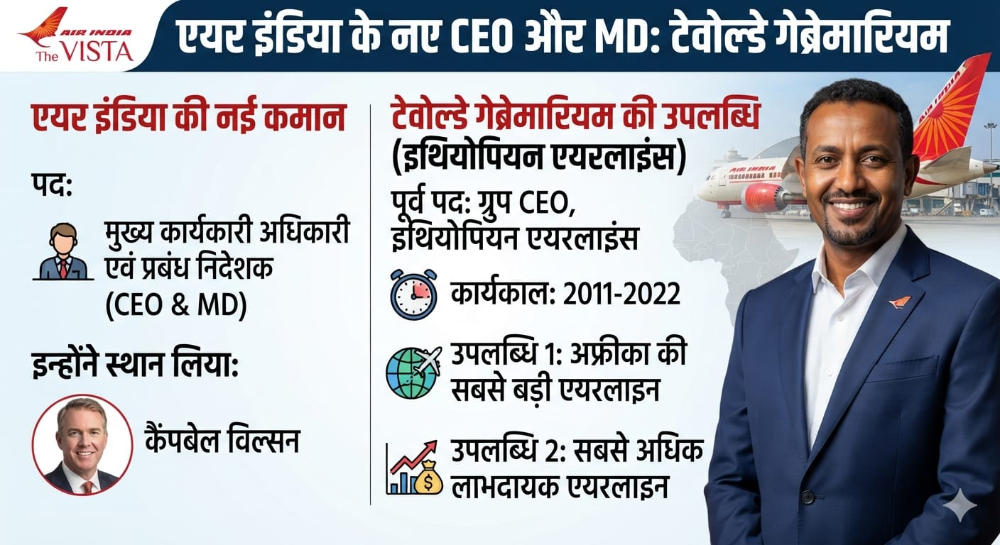 AIR INDIA
The VISTA
एयर इंडिया के नए CEO और MD: टेवोल्डे गेब्रेमारियम
एयर इंडिया की नई कमान
पद:
मुख्य कार्यकारी अधिकारी
एवं प्रबंध निदेशक
(CEO & MD)
इन्होंने स्थान लिया:
कैंपबेल विल्सन
टेवोल्डे गेब्रेमारियम की उपलब्धि
(इथियोपियन एयरलाइंस)
पूर्व पद: ग्रुप CEO,
इथियोपियन एयरलाइंस
कार्यकाल: 2011-2022
उपलब्धि 1: अफ्रीका की
सबसे बड़ी एयरलाइन
उपलब्धि 2: सबसे अधिक
लाभदायक एयरलाइन
$
AIR INDIA
AIR INDIA